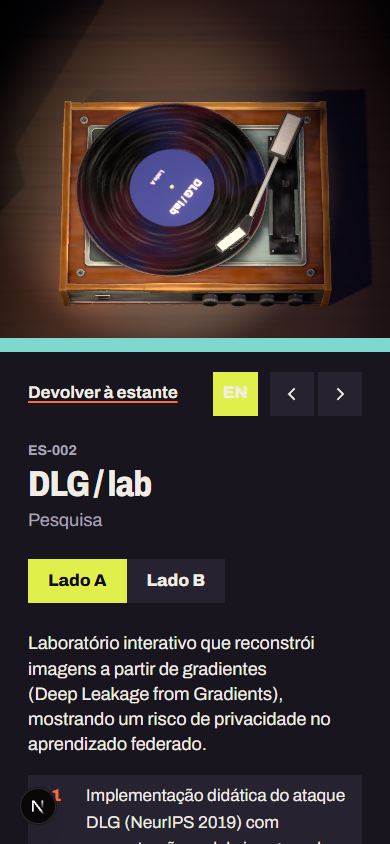 Lado A
DLG/lab
Devolver à estante
EN
ES-002
DLG/lab
Pesquisa
Lado A
Lado B
Laboratório interativo que reconstrói
imagens a partir de gradientes
(Deep Leakage from Gradients),
mostrando um risco de privacidade no
aprendizado federado.
N
1
Implementação didática do ataque
DLG (NeurIPS 2019) com